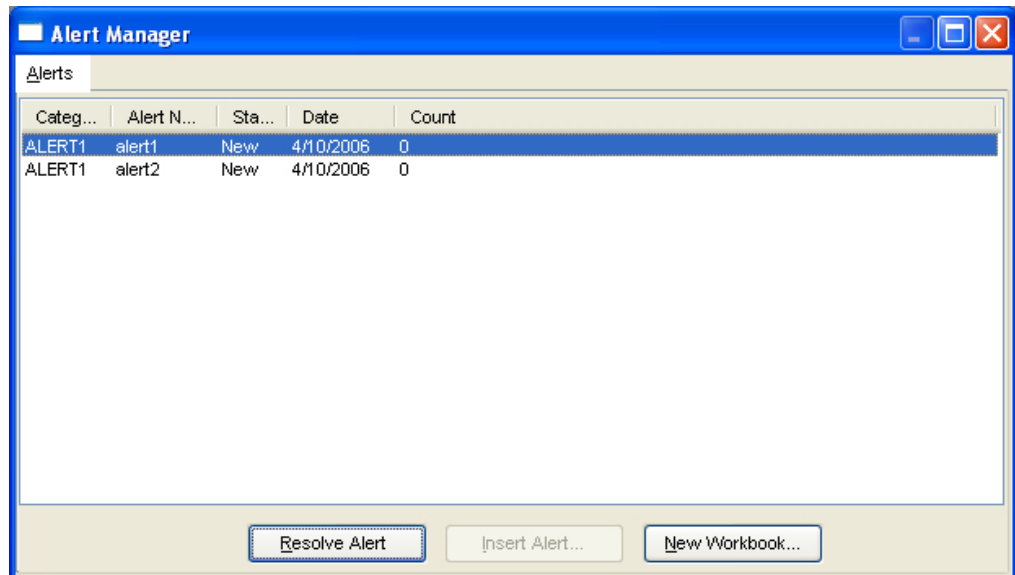 Alert Manager
Alerts
Categ... Alert N... Sta... Date Count
ALERT1 alert1 New 4/10/2006 0
ALERT1 alert2 New 4/10/2006 0
Resolve Alert Insert Alert... New Workbook...